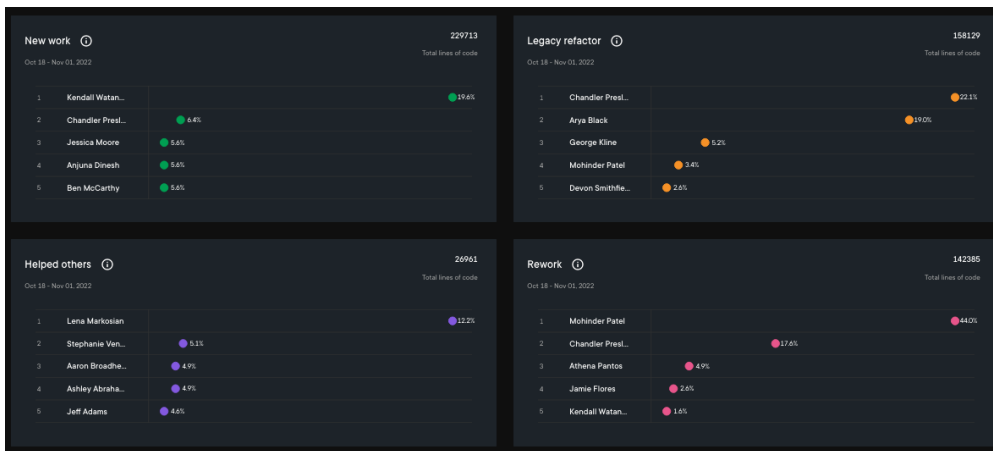 New work
229713
Oct 18 - Nov 01, 2022
Total lines of code
1 Kendall Watan... 19.6%
2 Chandler Presl... 6.4%
3 Jessica Moore 5.6%
4 Anjuna Dinesh 5.6%
5 Ben McCarthy 5.6%
Legacy refactor
158129
Oct 18 - Nov 01, 2022
Total lines of code
1 Chandler Presl... 22.1%
2 Arya Black 19.0%
3 George Kline 5.2%
4 Mohinder Patel 3.4%
5 Devon Smithfie... 2.6%
Helped others
26961
Oct 18 - Nov 01, 2022
Total lines of code
1 Lena Markosian 12.2%
2 Stephanie Ven... 5.1%
3 Aaron Broadhe... 4.9%
4 Ashley Abraha... 4.9%
5 Jeff Adams 4.6%
Rework
142385
Oct 18 - Nov 01, 2022
Total lines of code
1 Mohinder Patel 44.0%
2 Chandler Presl... 17.6%
3 Athena Pantos 4.9%
4 Jamie Flores 2.6%
5 Kendall Watan... 1.6%